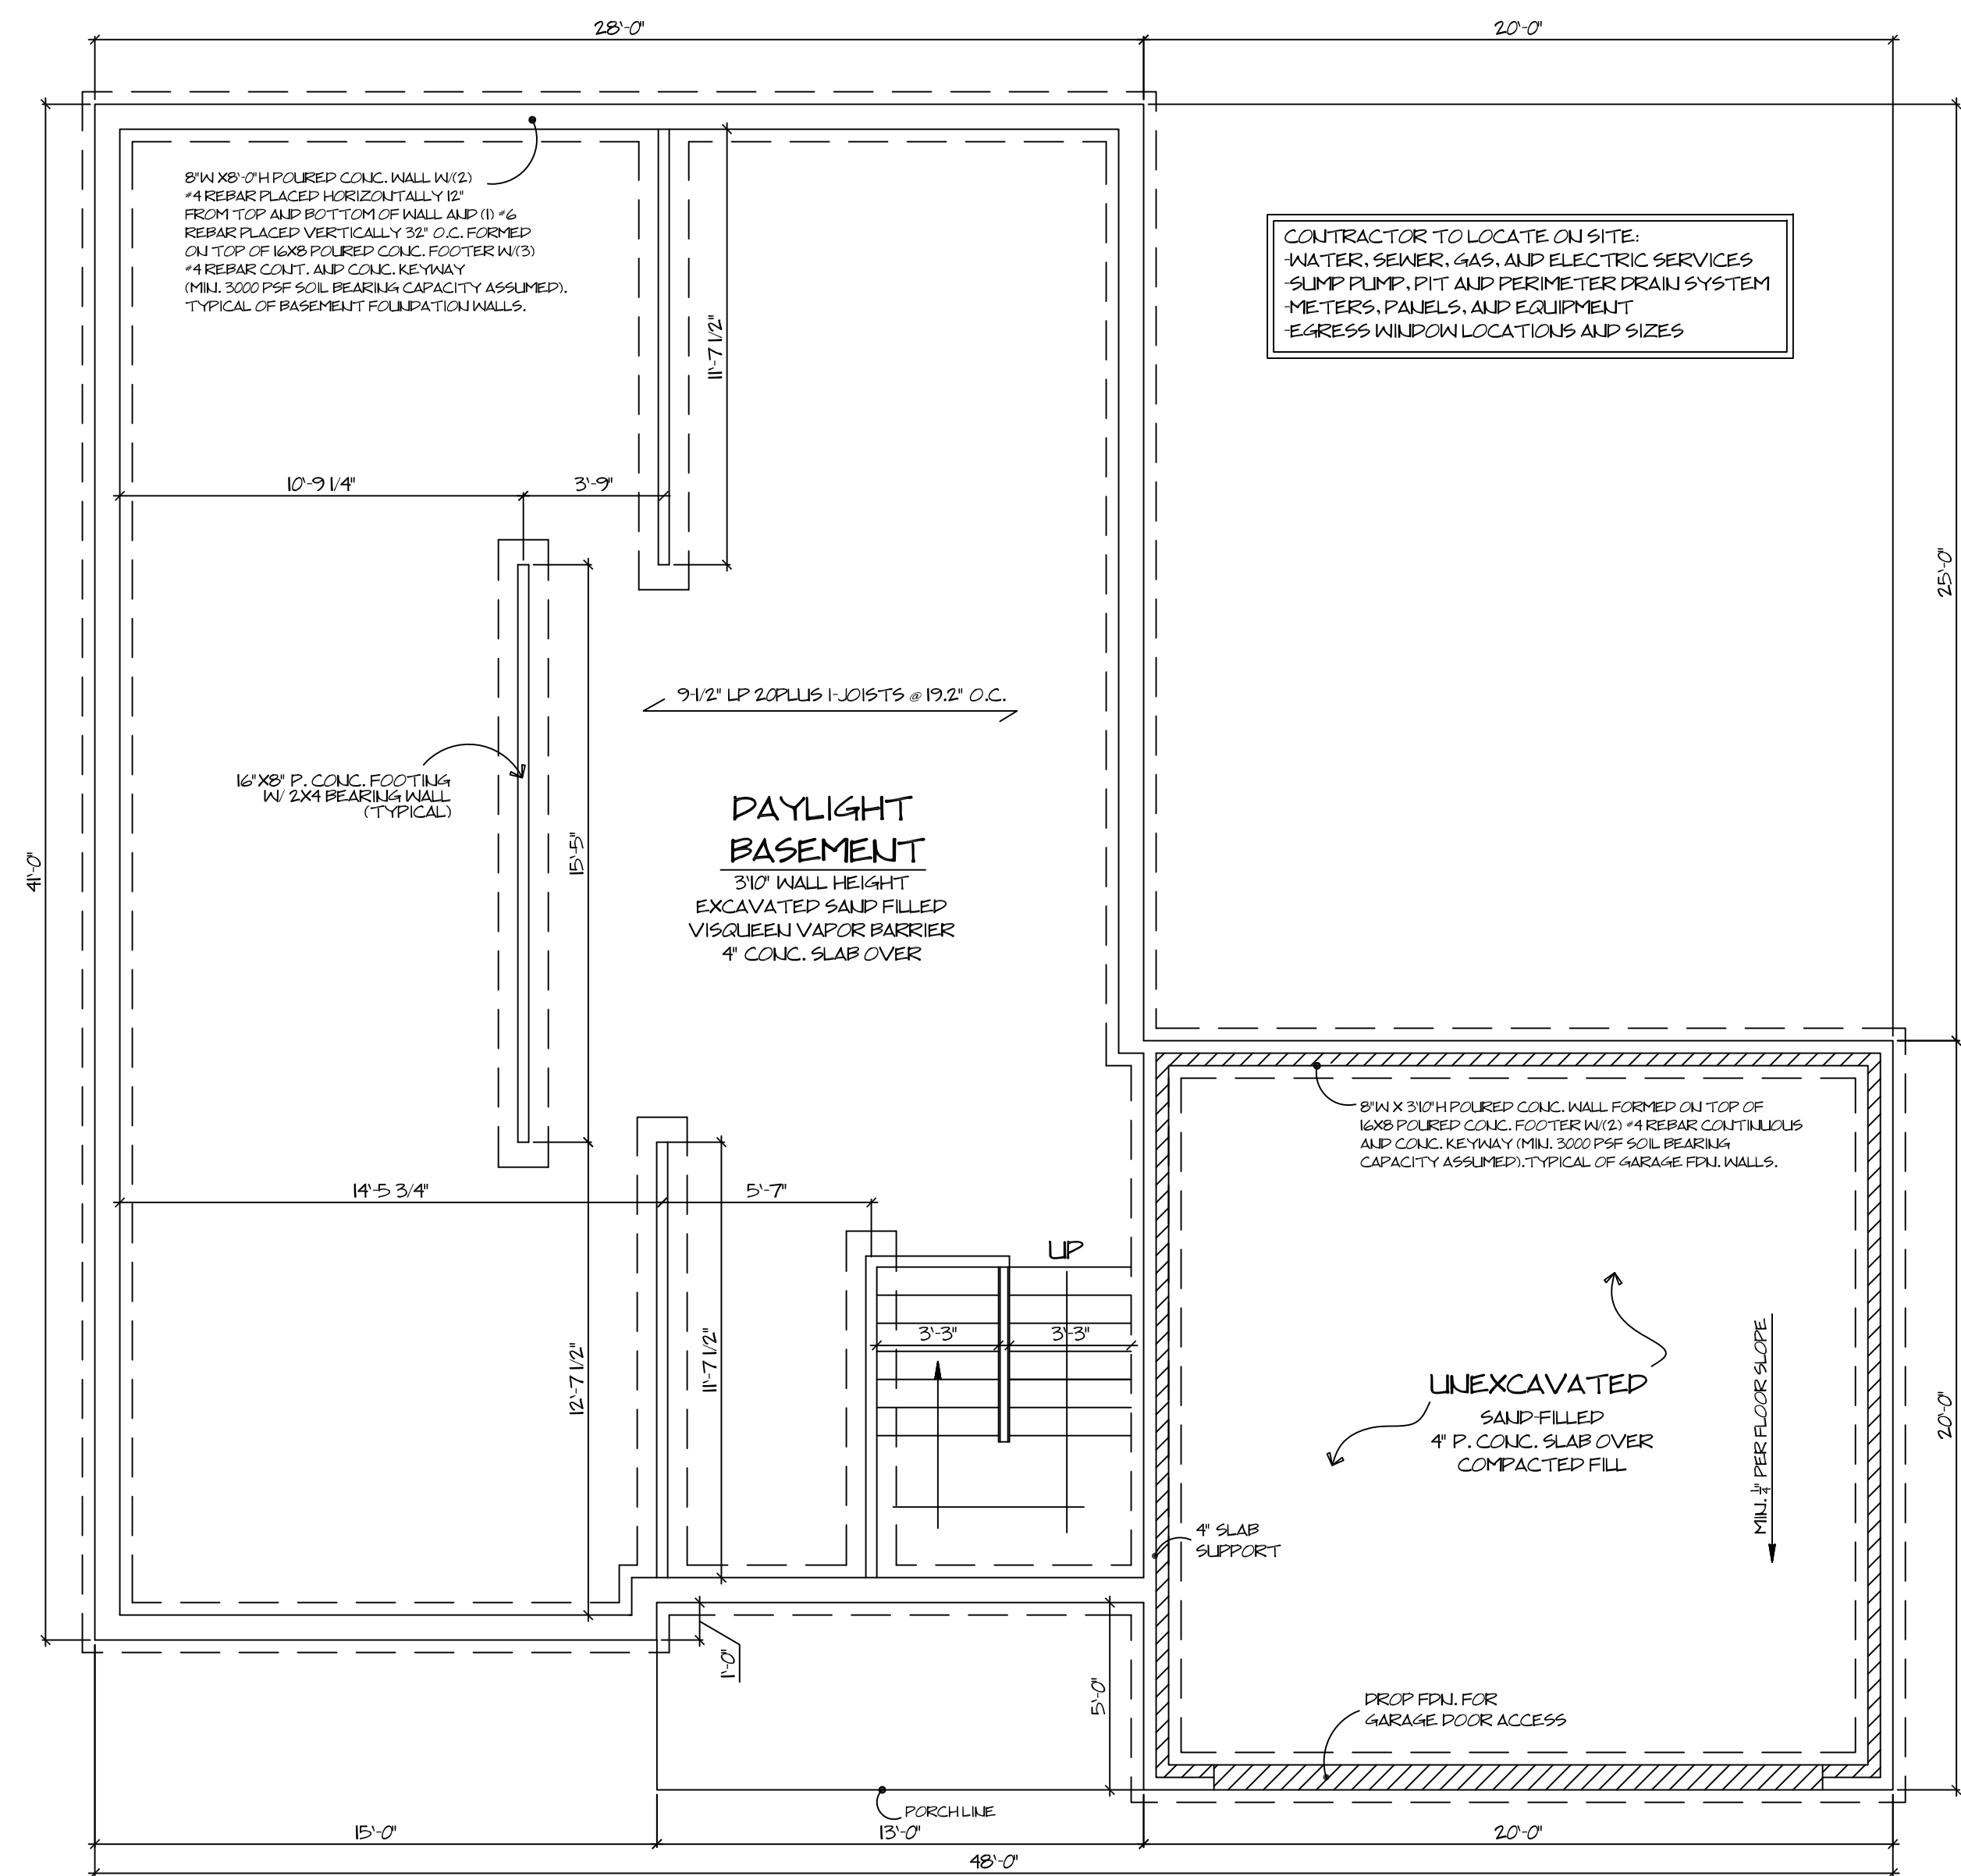 28'-0"
20'-0"
8"W X8'-0"H POURED CONC. WALL W/(2)
#4 REBAR PLACED HORIZONTALLY 12"
FROM TOP AND BOTTOM OF WALL AND (1) #6
REBAR PLACED VERTICALLY 32" O.C. FORMED
ON TOP OF 16X8 POURED CONC. FOOTER W/(3)
#4 REBAR CONT. AND CONC. KEYWAY
(MIN. 3000 PSF SOIL BEARING CAPACITY ASSUMED).
TYPICAL OF BASEMENT FOUNDATION WALLS.
CONTRACTOR TO LOCATE ON SITE:
-WATER, SEWER, GAS, AND ELECTRIC SERVICES
-SUMP PUMP, PIT AND PERIMETER DRAIN SYSTEM
-METERS, PANELS, AND EQUIPMENT
-EGRESS WINDOW LOCATIONS AND SIZES
11'-7 1/2"
10'-9 1/4"
3'-9"
25'-0"
9-1/2" LP 20PLUS I-JOISTS @ 19.2" O.C.
16"X8" P. CONC. FOOTING
W/ 2X4 BEARING WALL
(TYPICAL)
15'-5"
41'-0"
DAYLIGHT
BASEMENT
3'10" WALL HEIGHT
EXCAVATED SAND FILLED
VISQUEEN VAPOR BARRIER
4" CONC. SLAB OVER
8"W X 3'10"H POURED CONC. WALL FORMED ON TOP OF
16X8 POURED CONC. FOOTER W/(2) #4 REBAR CONTINUOUS
AND CONC. KEYWAY (MIN. 3000 PSF SOIL BEARING
CAPACITY ASSUMED). TYPICAL OF GARAGE FDN. WALLS.
14'-5 3/4"
5'-7"
UP
3'-3"
3'-3"
12'-7 1/2"
11'-7 1/2"
UNEXCAVATED
SAND-FILLED
4" P. CONC. SLAB OVER
COMPACTED FILL
MIN. 1/4" PER FLOOR SLOPE
20'-0"
4" SLAB
SUPPORT
1'-0"
5'-0"
DROP FDN. FOR
GARAGE DOOR ACCESS
PORCH LINE
15'-0"
13'-0"
20'-0"
48'-0"